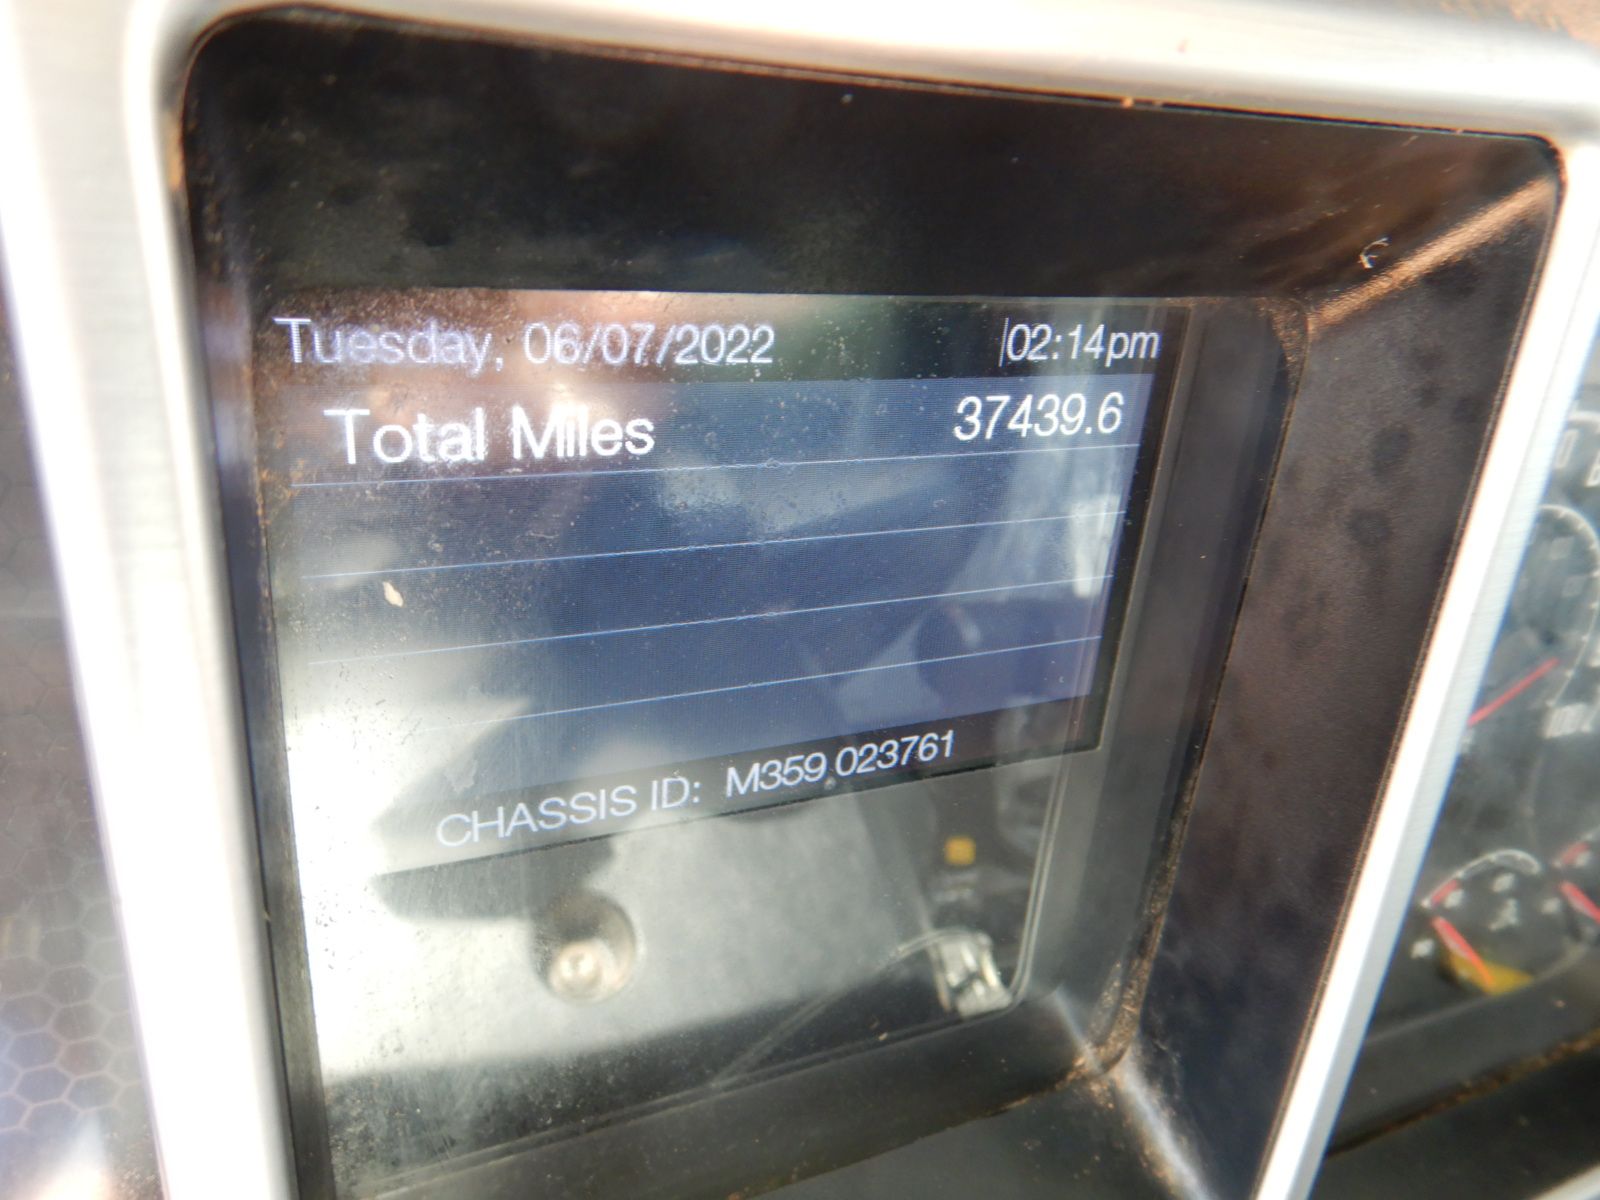 Tuesday, 06/07/2022 02:14pm
Total Miles 37439.6
CHASSIS ID: M359 023761